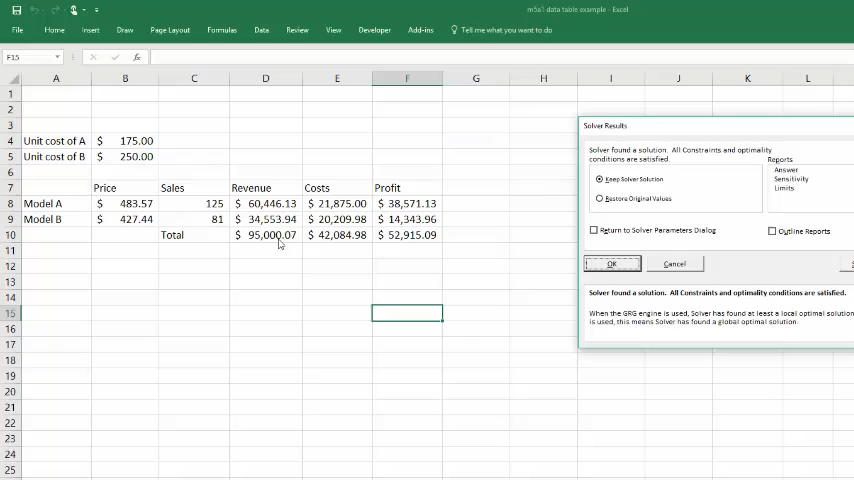 m5al data table example - Excel
File Home Insert Draw Page Layout Formulas Data Review View Developer Add-ins Tell me what you want to do
F15 fx
A B C D E F G H I J K L
1
2
3
4 Unit cost of A $ 175.00
5 Unit cost of B $ 250.00
6
7 Price Sales Revenue Costs Profit
8 Model A $ 483.57 125 $ 60,446.13 $ 21,875.00 $ 38,571.13
9 Model B $ 427.44 81 $ 34,553.94 $ 20,209.98 $ 14,343.96
10 Total $ 95,000.07 $ 42,084.98 $ 52,915.09
11
12
13
14
15
16
17
18
19
20
21
22
23
24
25
Solver Results
Solver found a solution. All Constraints and optimality
conditions are satisfied.
Reports
Answer
Sensitivity
Limits
Keep Solver Solution
Restore Original Values
Return to Solver Parameters Dialog
Outline Reports
OK Cancel
Solver found a solution. All Constraints and optimality conditions are satisfied.
When the GRG engine is used, Solver has found at least a local optimal solution
is used, this means Solver has found a global optimal solution.